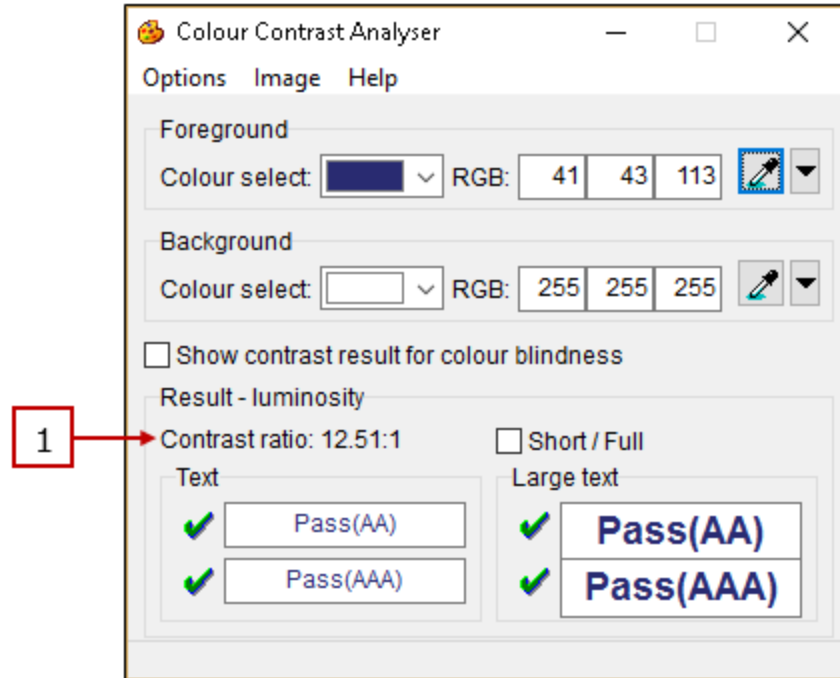 Colour Contrast Analyser
Options Image Help
Foreground
Colour select: RGB: 41 43 113
Background
Colour select: RGB: 255 255 255
Show contrast result for colour blindness
Result - luminosity
1 Contrast ratio: 12.51:1 Short / Full
Text Large text
Pass(AA) Pass(AA)
Pass(AAA) Pass(AAA)